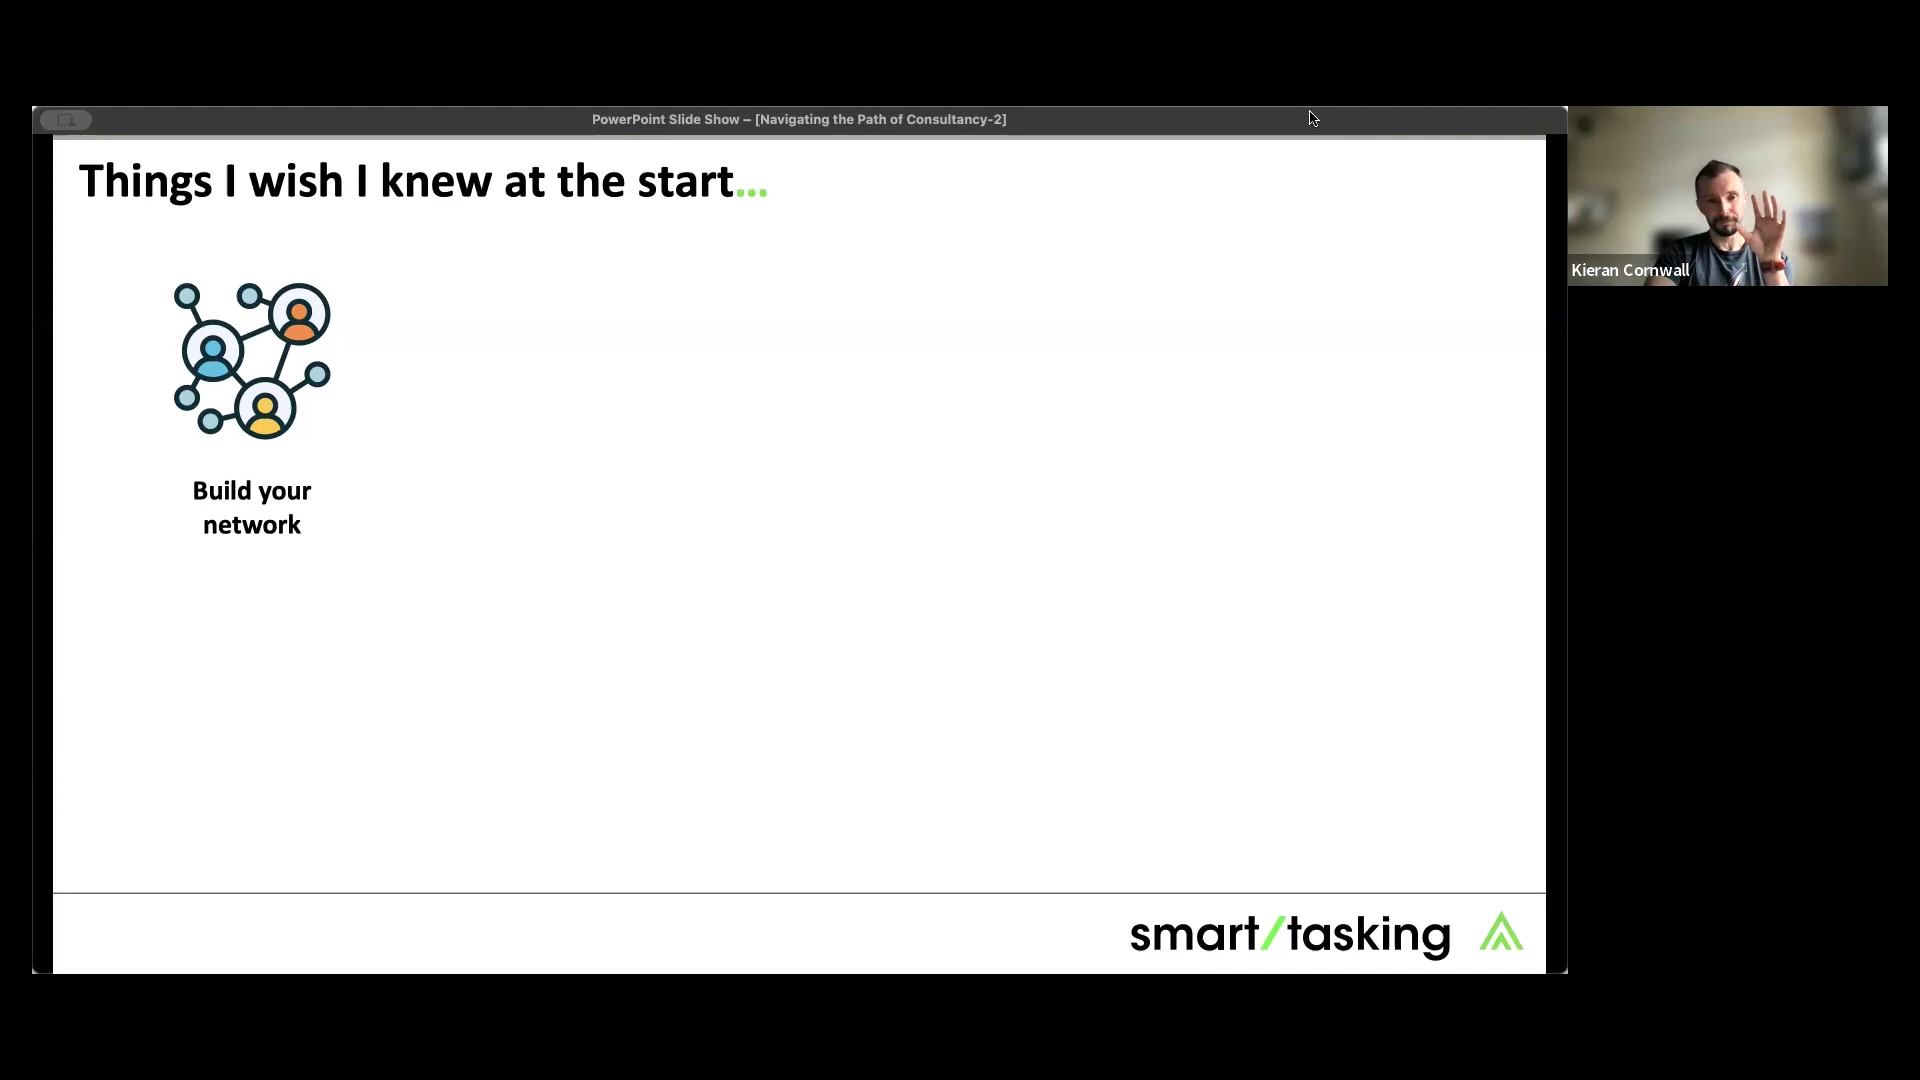 PowerPoint Slide Show – [Navigating the Path of Consultancy-2]
Things I wish I knew at the start...
Kieran Cornwall
Build your
network
smart/tasking